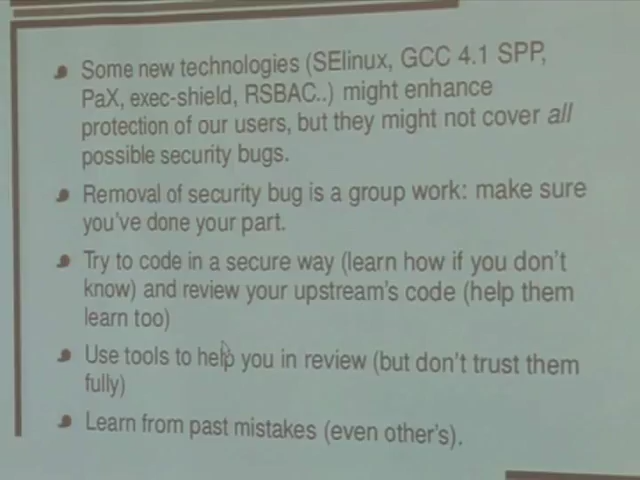 Some new technologies (SElinux, GCC 4.1 SPP,
PaX, exec-shield, RSBAC..) might enhance
protection of our users, but they might not cover all
possible security bugs.
Removal of security bug is a group work: make sure
you've done your part.
Try to code in a secure way (learn how if you don't
know) and review your upstream's code (help them
learn too)
Use tools to help you in review (but don't trust them
fully)
Learn from past mistakes (even other's).